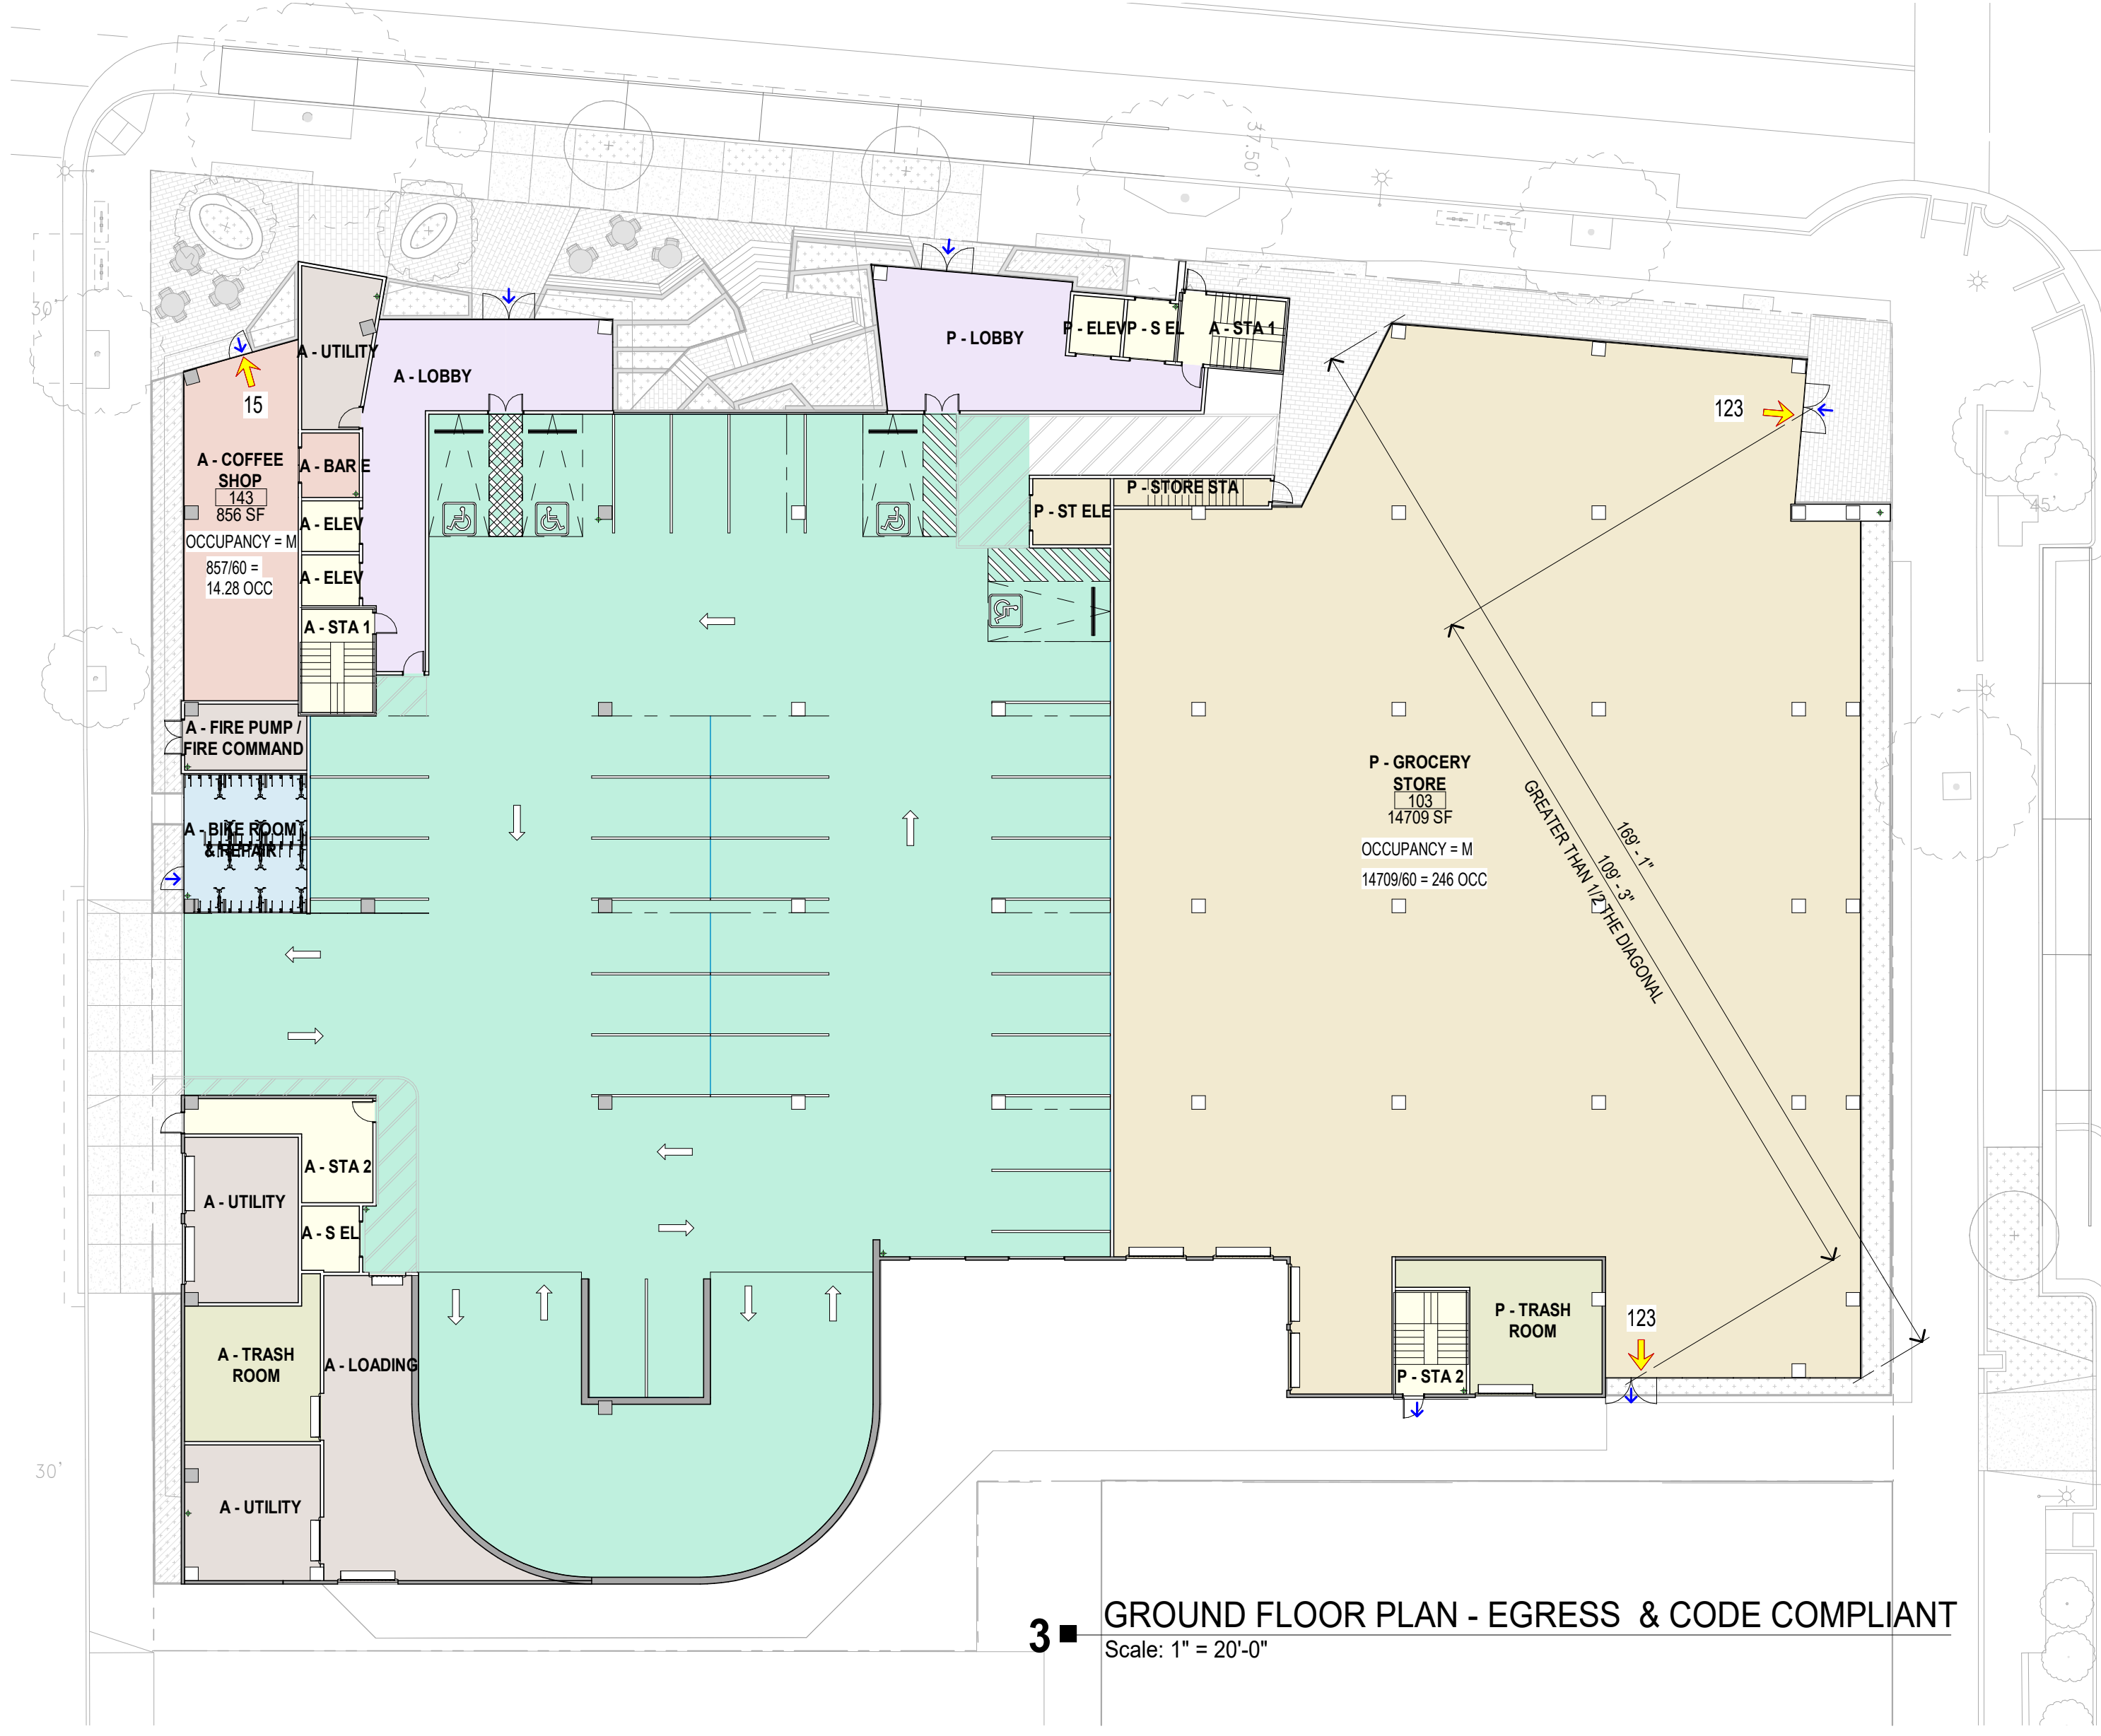 37.50'
30'
P - ELEV
P - S EL
A - STA 1
P - LOBBY
A - UTILITY
A - LOBBY
15
123
A - COFFEE
SHOP
143
856 SF
OCCUPANCY = M
857/60 =
14.28 OCC
A - BAR E
A - ELEV
A - ELEV
A - STA 1
P - STORE STA
P - ST ELE
45'
A - FIRE PUMP /
FIRE COMMAND
A - BIKE ROOM
& REPAIR
P - GROCERY
STORE
103
14709 SF
OCCUPANCY = M
14709/60 = 246 OCC
169' - 1"
109' - 3"
GREATER THAN 1/2 THE DIAGONAL
A - STA 2
A - UTILITY
A - S EL
A - TRASH
ROOM
A - LOADING
P - TRASH
ROOM
P - STA 2
123
30'
A - UTILITY
3
GROUND FLOOR PLAN - EGRESS & CODE COMPLIANT
Scale: 1" = 20'-0"